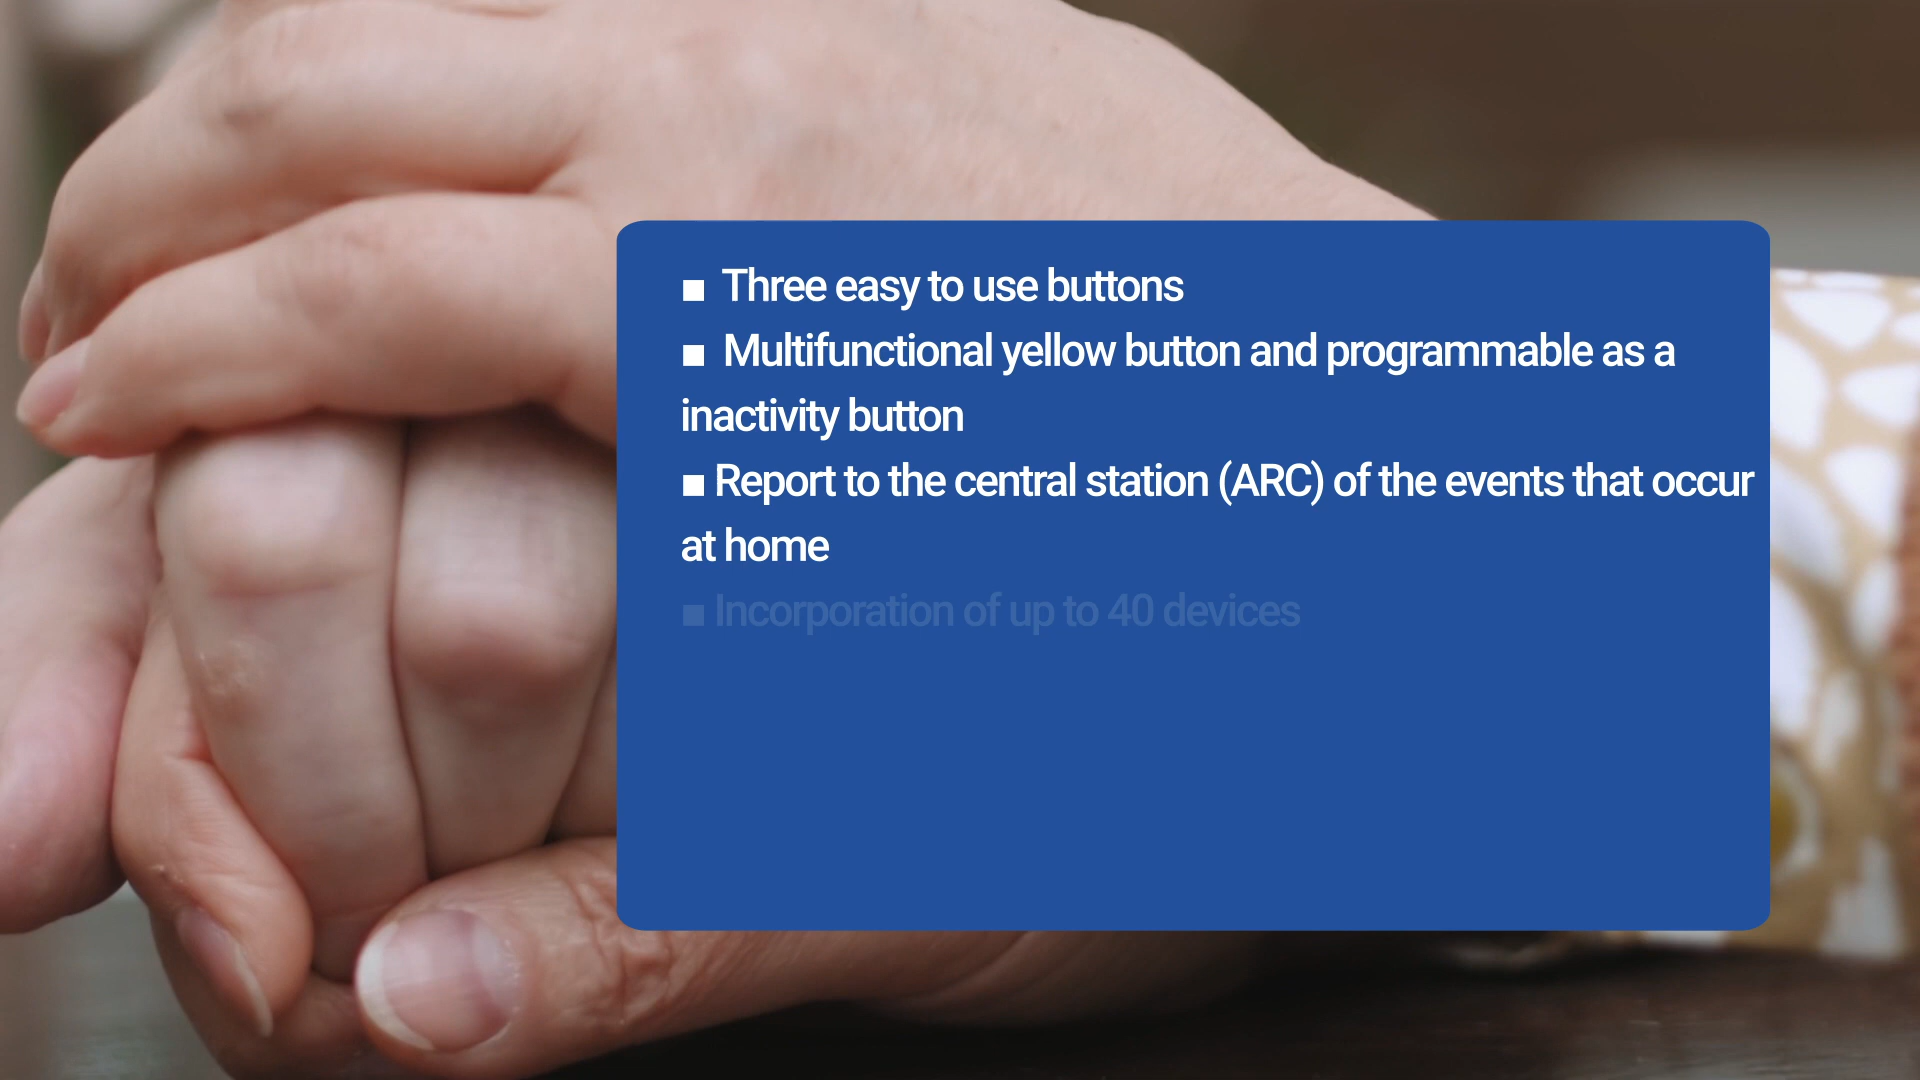 ■ Three easy to use buttons
■ Multifunctional yellow button and programmable as a
inactivity button
■ Report to the central station (ARC) of the events that occur
at home
■ Incorporation of up to 40 devices